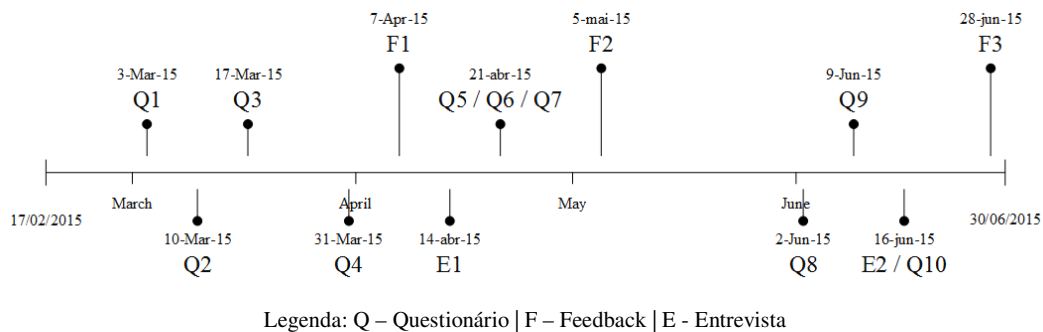 7-Apr-15
F1
5-mai-15
F2
28-jun-15
F3
3-Mar-15
Q1
17-Mar-15
Q3
21-abr-15
Q5 / Q6 / Q7
9-Jun-15
Q9
March
April
May
June
17/02/2015
30/06/2015
10-Mar-15
Q2
31-Mar-15
Q4
14-abr-15
E1
2-Jun-15
Q8
16-jun-15
E2 / Q10
Legenda: Q – Questionário | F – Feedback | E - Entrevista